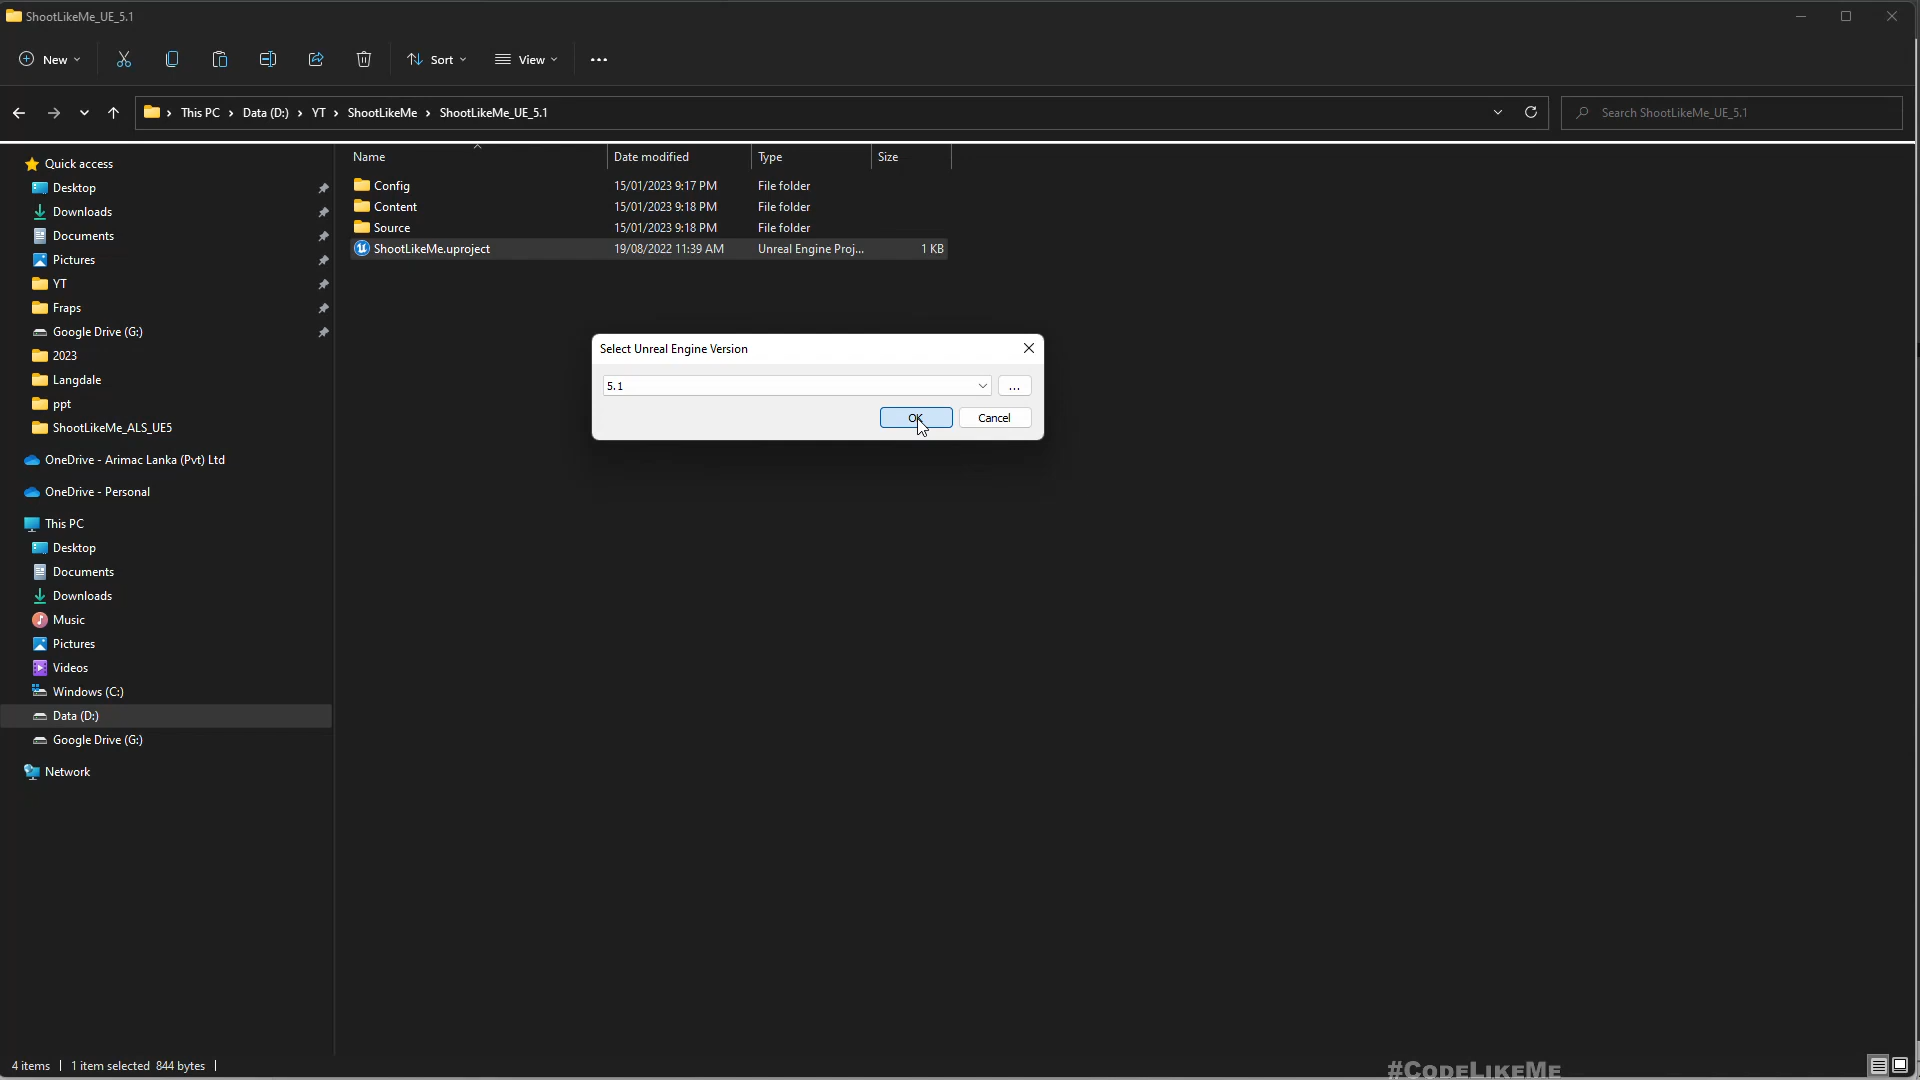 ShootLikeMe_UE_5.1
New
Sort
View
This PC
Data (D:)
YT
ShootLikeMe
ShootLikeMe_UE_5.1
Search ShootLikeMe_UE_5.1
Name
Date modified
Type
Size
Config 15/01/2023 9:17 PM File folder
Content 15/01/2023 9:18 PM File folder
Source 15/01/2023 9:18 PM File folder
ShootLikeMe.uproject 19/08/2022 11:39 AM Unreal Engine Proj... 1 KB
Quick access
Desktop
Downloads
Documents
Pictures
YT
Fraps
Google Drive (G:)
2023
Langdale
ppt
ShootLikeMe_ALS_UE5
OneDrive - Arimac Lanka (Pvt) Ltd
OneDrive - Personal
This PC
Desktop
Documents
Downloads
Music
Pictures
Videos
Windows (C:)
Data (D:)
Google Drive (G:)
Network
Select Unreal Engine Version
5.1
...
OK
Cancel
4 items
1 item selected 844 bytes
#CodeLikeMe